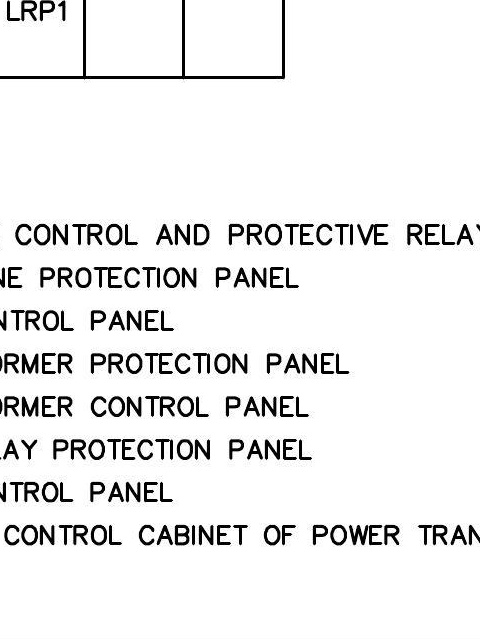 LRP1
CONTROL AND PROTECTIVE RELAY
NE PROTECTION PANEL
NTROL PANEL
ORMER PROTECTION PANEL
ORMER CONTROL PANEL
LAY PROTECTION PANEL
NTROL PANEL
CONTROL CABINET OF POWER TRAN